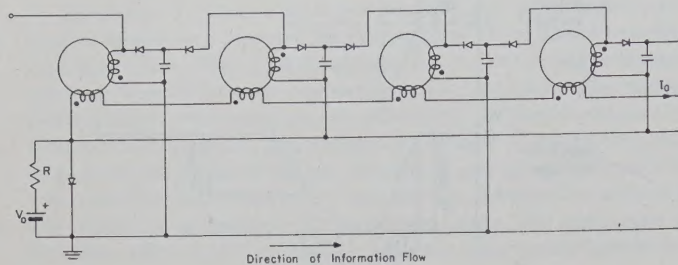 I₀
R
+
V₀
Direction of Information Flow